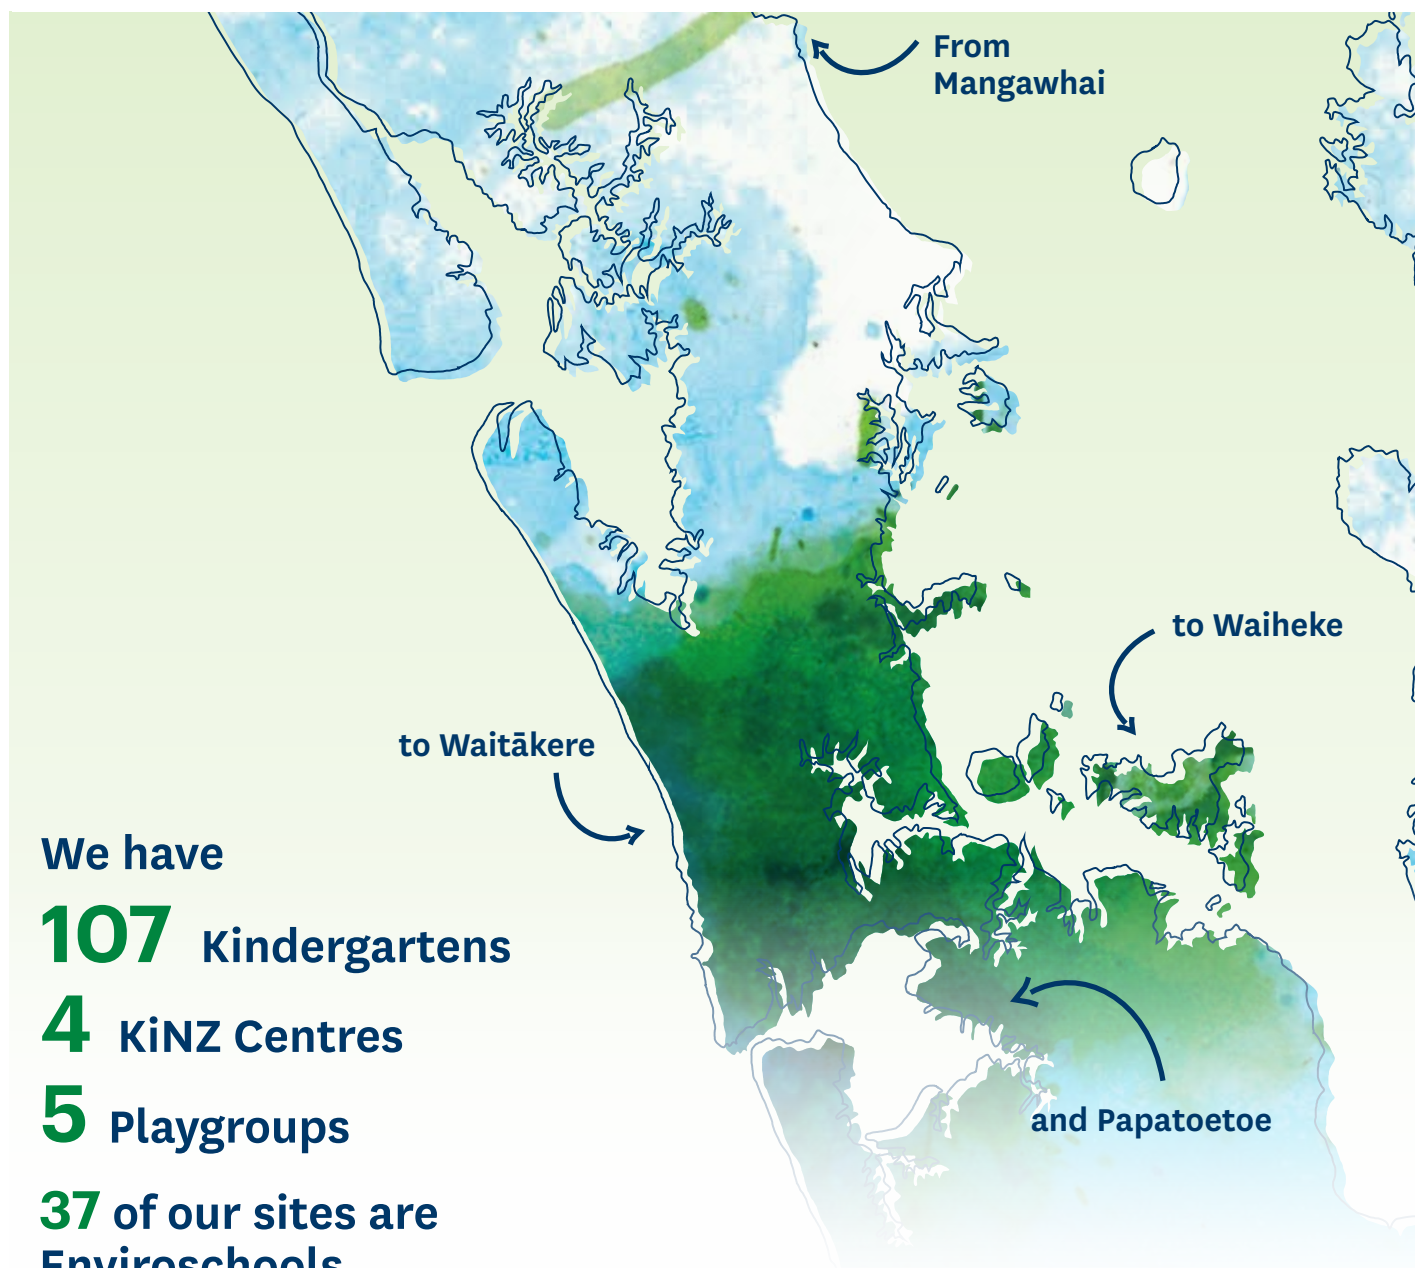 From
Mangawhai
to Waiheke
to Waitākere
We have
107 Kindergartens
4 KiNZ Centres
5 Playgroups
and Papatoetoe
37 of our sites are
Enviroschools